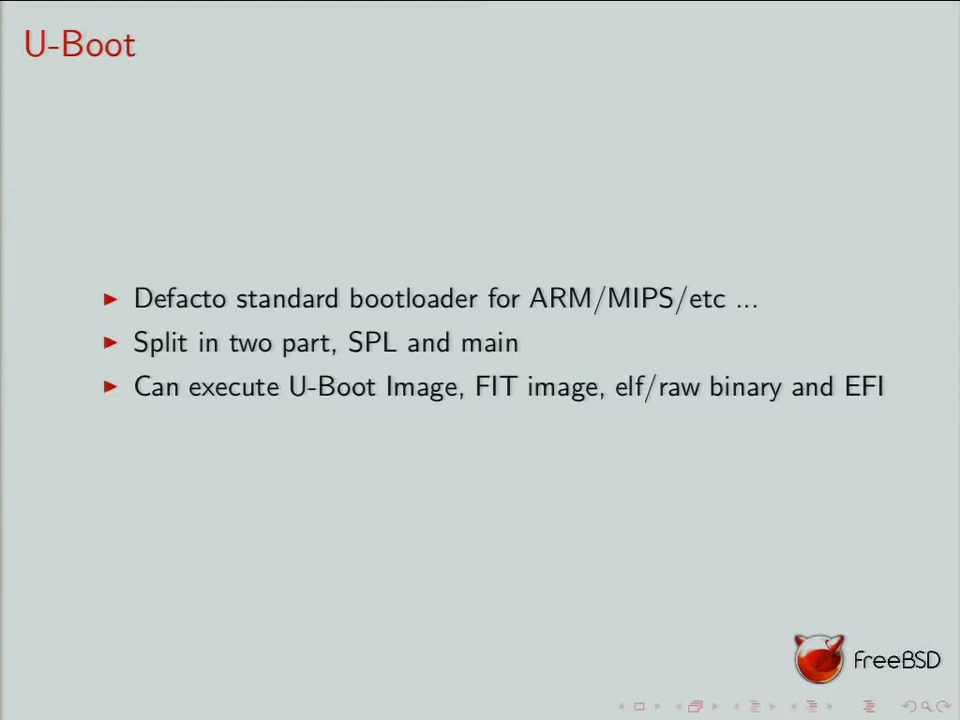 U-Boot
Defacto standard bootloader for ARM/MIPS/etc ...
Split in two part, SPL and main
Can execute U-Boot Image, FIT image, elf/raw binary and EFI
FreeBSD